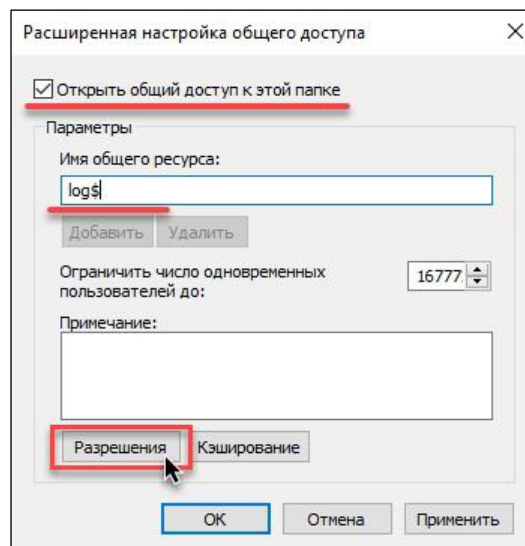 Расширенная настройка общего доступа
Открыть общий доступ к этой папке
Параметры
Имя общего ресурса:
log$
Добавить Удалить
Ограничить число одновременных
пользователей до:
16777
Примечание:
Разрешения Кэширование
ОК Отмена Применить